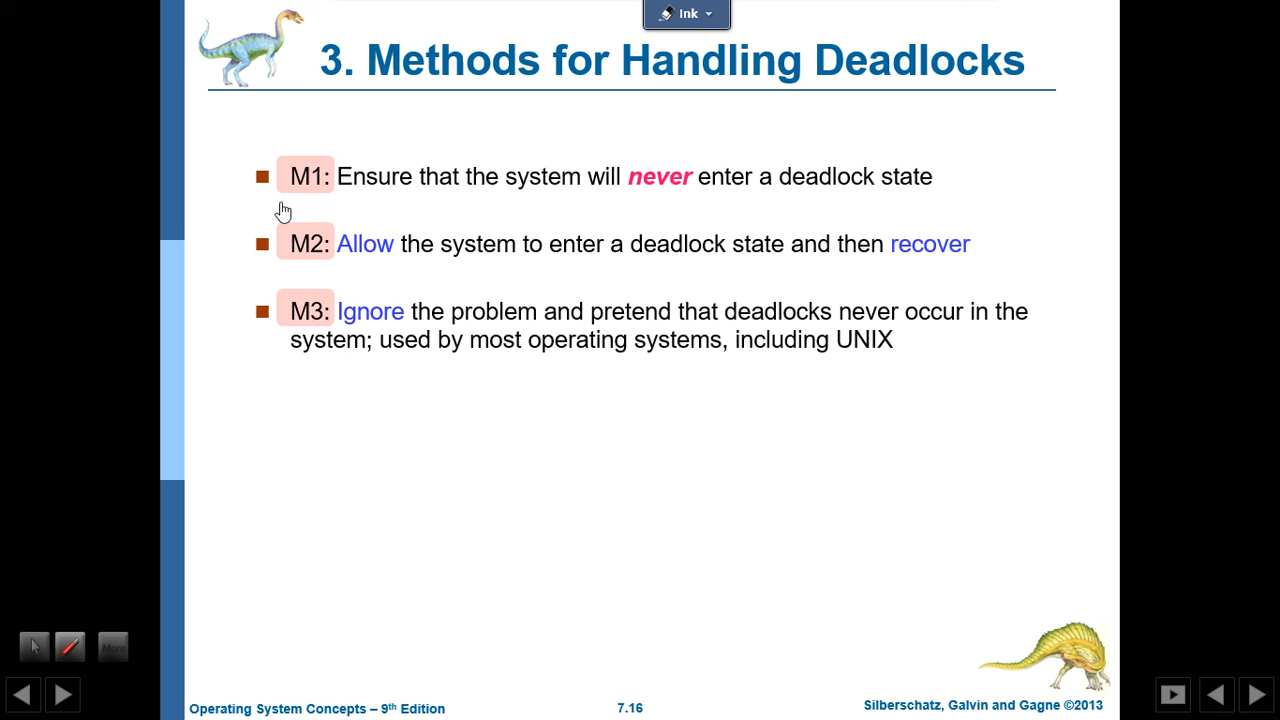 Ink
3. Methods for Handling Deadlocks
M1: Ensure that the system will never enter a deadlock state
M2: Allow the system to enter a deadlock state and then recover
M3: Ignore the problem and pretend that deadlocks never occur in the
system; used by most operating systems, including UNIX
More
Operating System Concepts – 9th Edition
7.16
Silberschatz, Galvin and Gagne ©2013